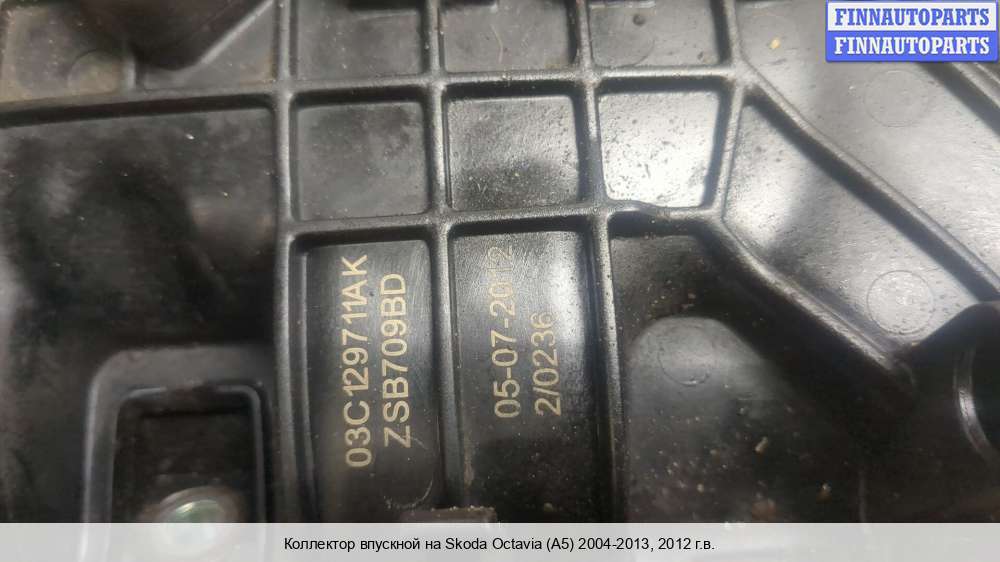 FINNAUTOPARTS
FINNAUTOPARTS
03C129711AK
ZSB709BD
05-07-2012
2/0236
Коллектор впускной на Skoda Octavia (A5) 2004-2013, 2012 г.в.